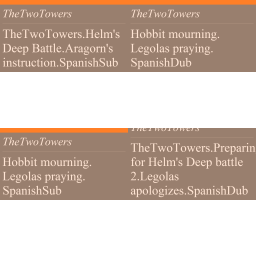 TheTwoTowers
TheTwoTowers.Helm's
Deep Battle.Aragorn's
instruction.SpanishSub
TheTwoTowers
Hobbit mourning.
Legolas praying.
SpanishDub
TheTwoTowers
Hobbit mourning.
Legolas praying.
SpanishSub
TheTwoTowers
TheTwoTowers.Preparin
for Helm's Deep battle
2.Legolas
apologizes.SpanishDub